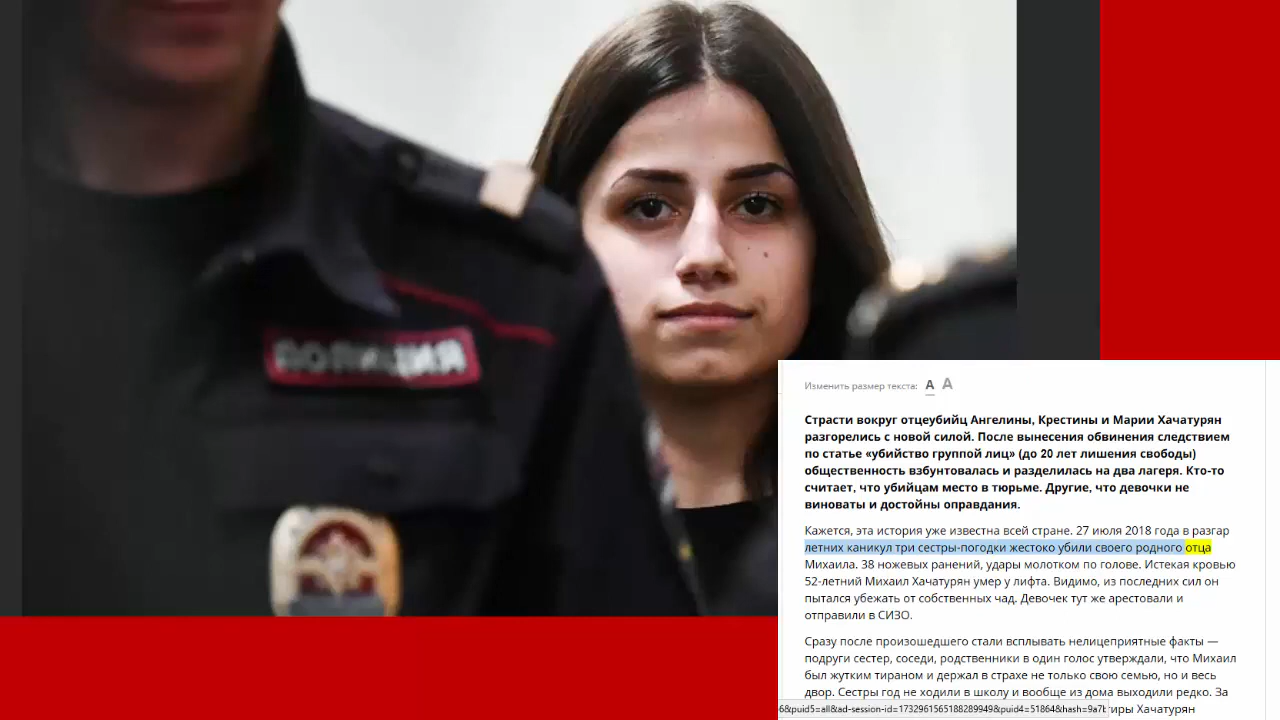 ПОЛИЦИЯ
Изменить размер текста: A A
Страсти вокруг отцеубийц Ангелины, Крестины и Марии Хачатурян
разгорелись с новой силой. После вынесения обвинения следствием
по статье «убийство группой лиц» (до 20 лет лишения свободы)
общественность взбунтовалась и разделилась на два лагеря. Кто-то
считает, что убийцам место в тюрьме. Другие, что девочки не
виноваты и достойны оправдания.
Кажется, эта история уже известна всей стране. 27 июля 2018 года в разгар
летних каникул три сестры-погодки жестоко убили своего родного отца
Михаила. 38 ножевых ранений, удары молотком по голове. Истекая кровью
52-летний Михаил Хачатурян умер у лифта. Видимо, из последних сил он
пытался убежать от собственных чад. Девочек тут же арестовали и
отправили в СИЗО.
Сразу после произошедшего стали всплывать нелицеприятные факты —
подруги сестер, соседи, родственники в один голос утверждали, что Михаил
был жутким тираном и держал в страхе не только свою семью, но и весь
двор. Сестры год не ходили в школу и вообще из дома выходили редко. За
6&puid5=all&ad-session-id=1732961565188289949&puid4=51864&hash=9a7b
Хачатурян